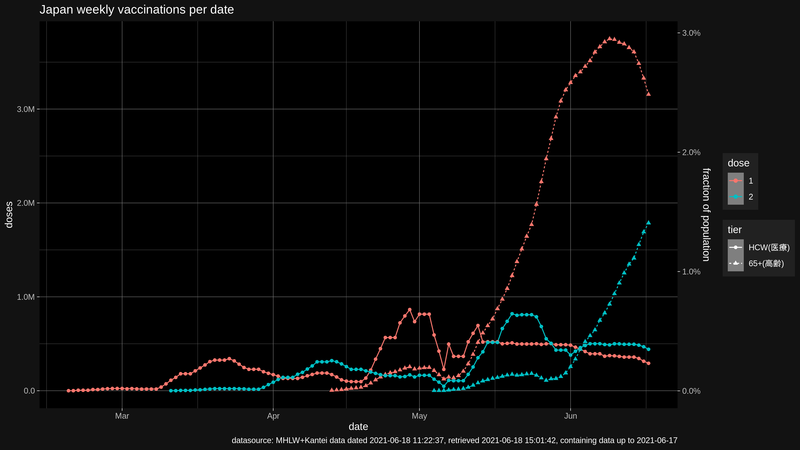 Japan weekly vaccinations per date
3.0%
3.0M
2.0%
2.0M
1.0%
1.0M
0.0
0.0%
doses
fraction of population
Mar
Apr
May
Jun
date
dose
1
2
tier
HCW(医療)
65+(高齢)
datasource: MHLW+Kantei data dated 2021-06-18 11:22:37, retrieved 2021-06-18 15:01:42, containing data up to 2021-06-17